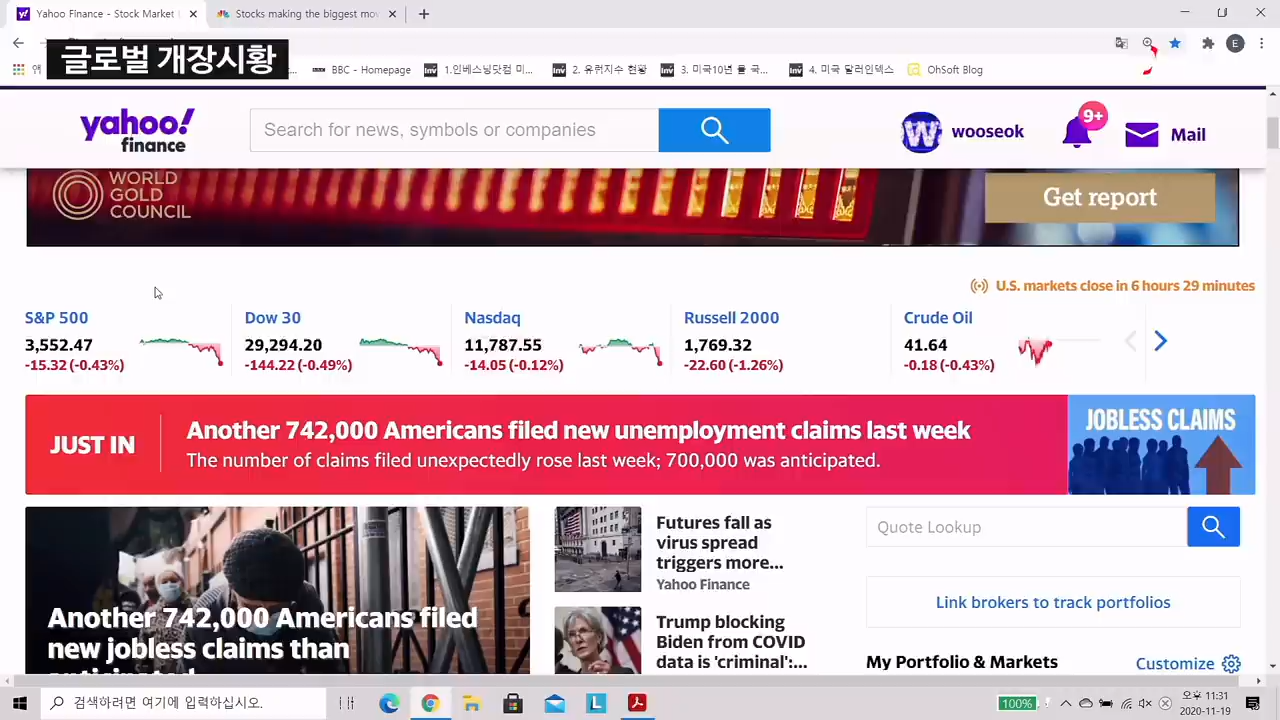 Yahoo Finance - Stock Market
Stocks making the biggest mo
글로벌 개장시황
BBC - Homepage
1.인베스팅닷컴 미...
2. 유럽지수 현황
3. 미국10년 물 국...
4. 미국 달러인덱스
OhSoft Blog
yahoo!
finance
Search for news, symbols or companies
wooseok
9+
Mail
WORLD
GOLD
COUNCIL
Get report
U.S. markets close in 6 hours 29 minutes
S&P 500
3,552.47
-15.32 (-0.43%)
Dow 30
29,294.20
-144.22 (-0.49%)
Nasdaq
11,787.55
-14.05 (-0.12%)
Russell 2000
1,769.32
-22.60 (-1.26%)
Crude Oil
41.64
-0.18 (-0.43%)
JUST IN
Another 742,000 Americans filed new unemployment claims last week
The number of claims filed unexpectedly rose last week; 700,000 was anticipated.
JOBLESS CLAIMS
Another 742,000 Americans filed
new jobless claims than
anticipated
Futures fall as
virus spread
triggers more...
Yahoo Finance
Trump blocking
Biden from COVID
data is 'criminal':...
Quote Lookup
Link brokers to track portfolios
My Portfolio & Markets
Customize
검색하려면 여기에 입력하십시오.
100%
오후 11:31
2020-11-19